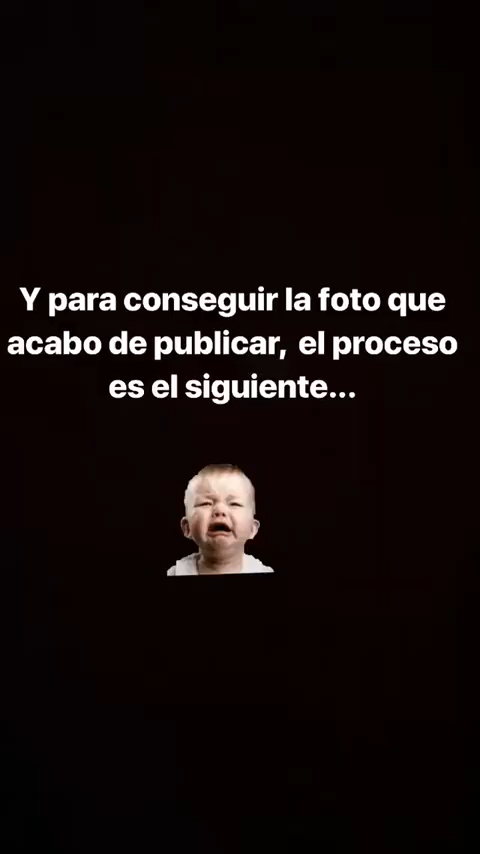 Y para conseguir la foto que
acabo de publicar, el proceso
es el siguiente...